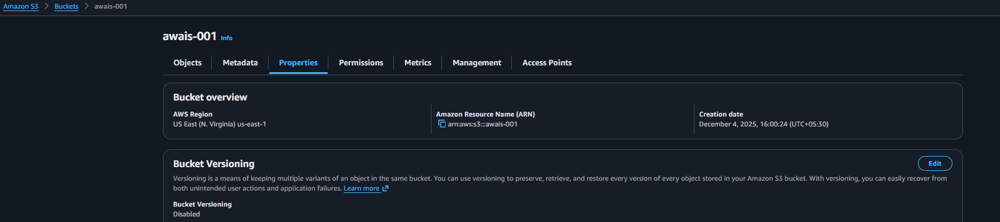 Amazon S3 > Buckets > awais-001
awais-001 Info
Objects Metadata Properties Permissions Metrics Management Access Points
Bucket overview
AWS Region
US East (N. Virginia) us-east-1
Amazon Resource Name (ARN)
arn:aws:s3:::awais-001
Creation date
December 4, 2025, 16:00:24 (UTC+05:30)
Bucket Versioning
Edit
Versioning is a means of keeping multiple variants of an object in the same bucket. You can use versioning to preserve, retrieve, and restore every version of every object stored in your Amazon S3 bucket. With versioning, you can easily recover from
both unintended user actions and application failures. Learn more
Bucket Versioning
Disabled